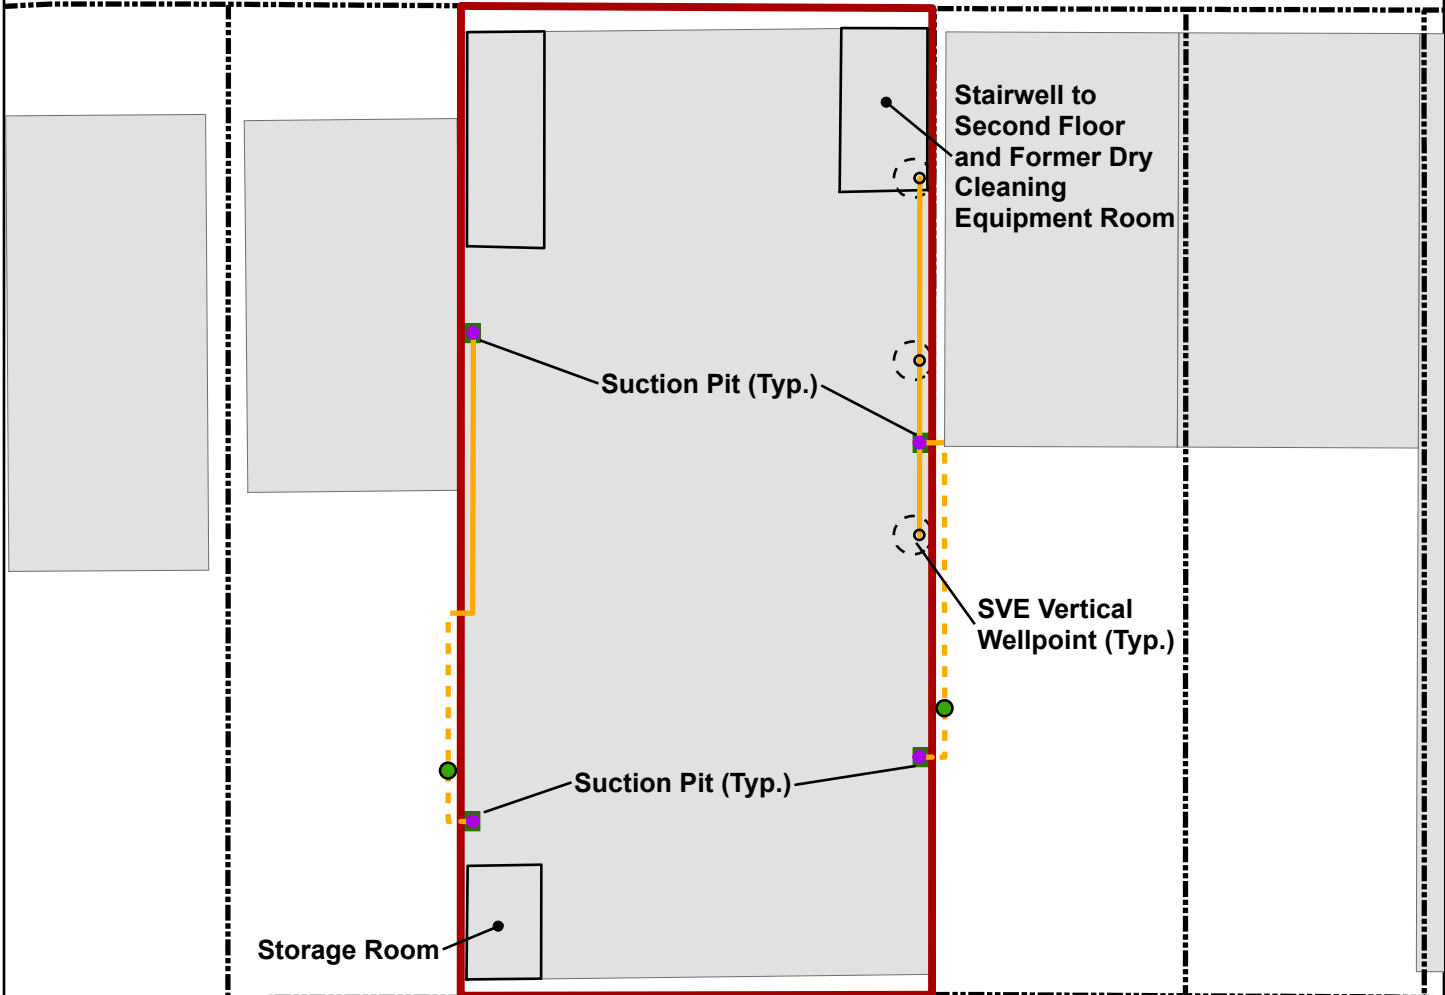 Stairwell to
Second Floor
and Former Dry
Cleaning
Equipment Room
Suction Pit (Typ.)
SVE Vertical
Wellpoint (Typ.)
Suction Pit (Typ.)
Storage Room